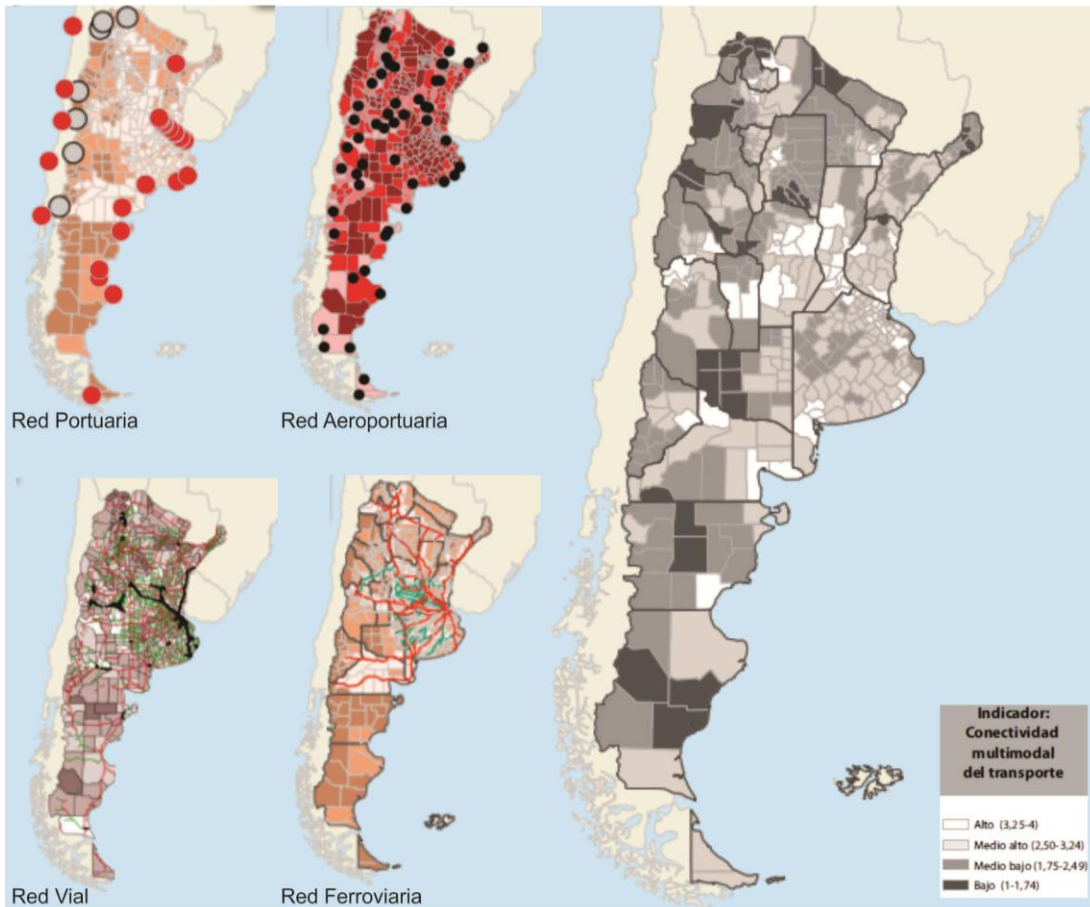 Red Portuaria
Red Aeroportuaria
Red Vial
Red Ferroviaria
Indicador:
Conectividad
multimodal
del transporte
Alto (3,25-4)
Medio alto (2,50-3,24)
Medio bajo (1,75-2,49)
Bajo (1-1,74)